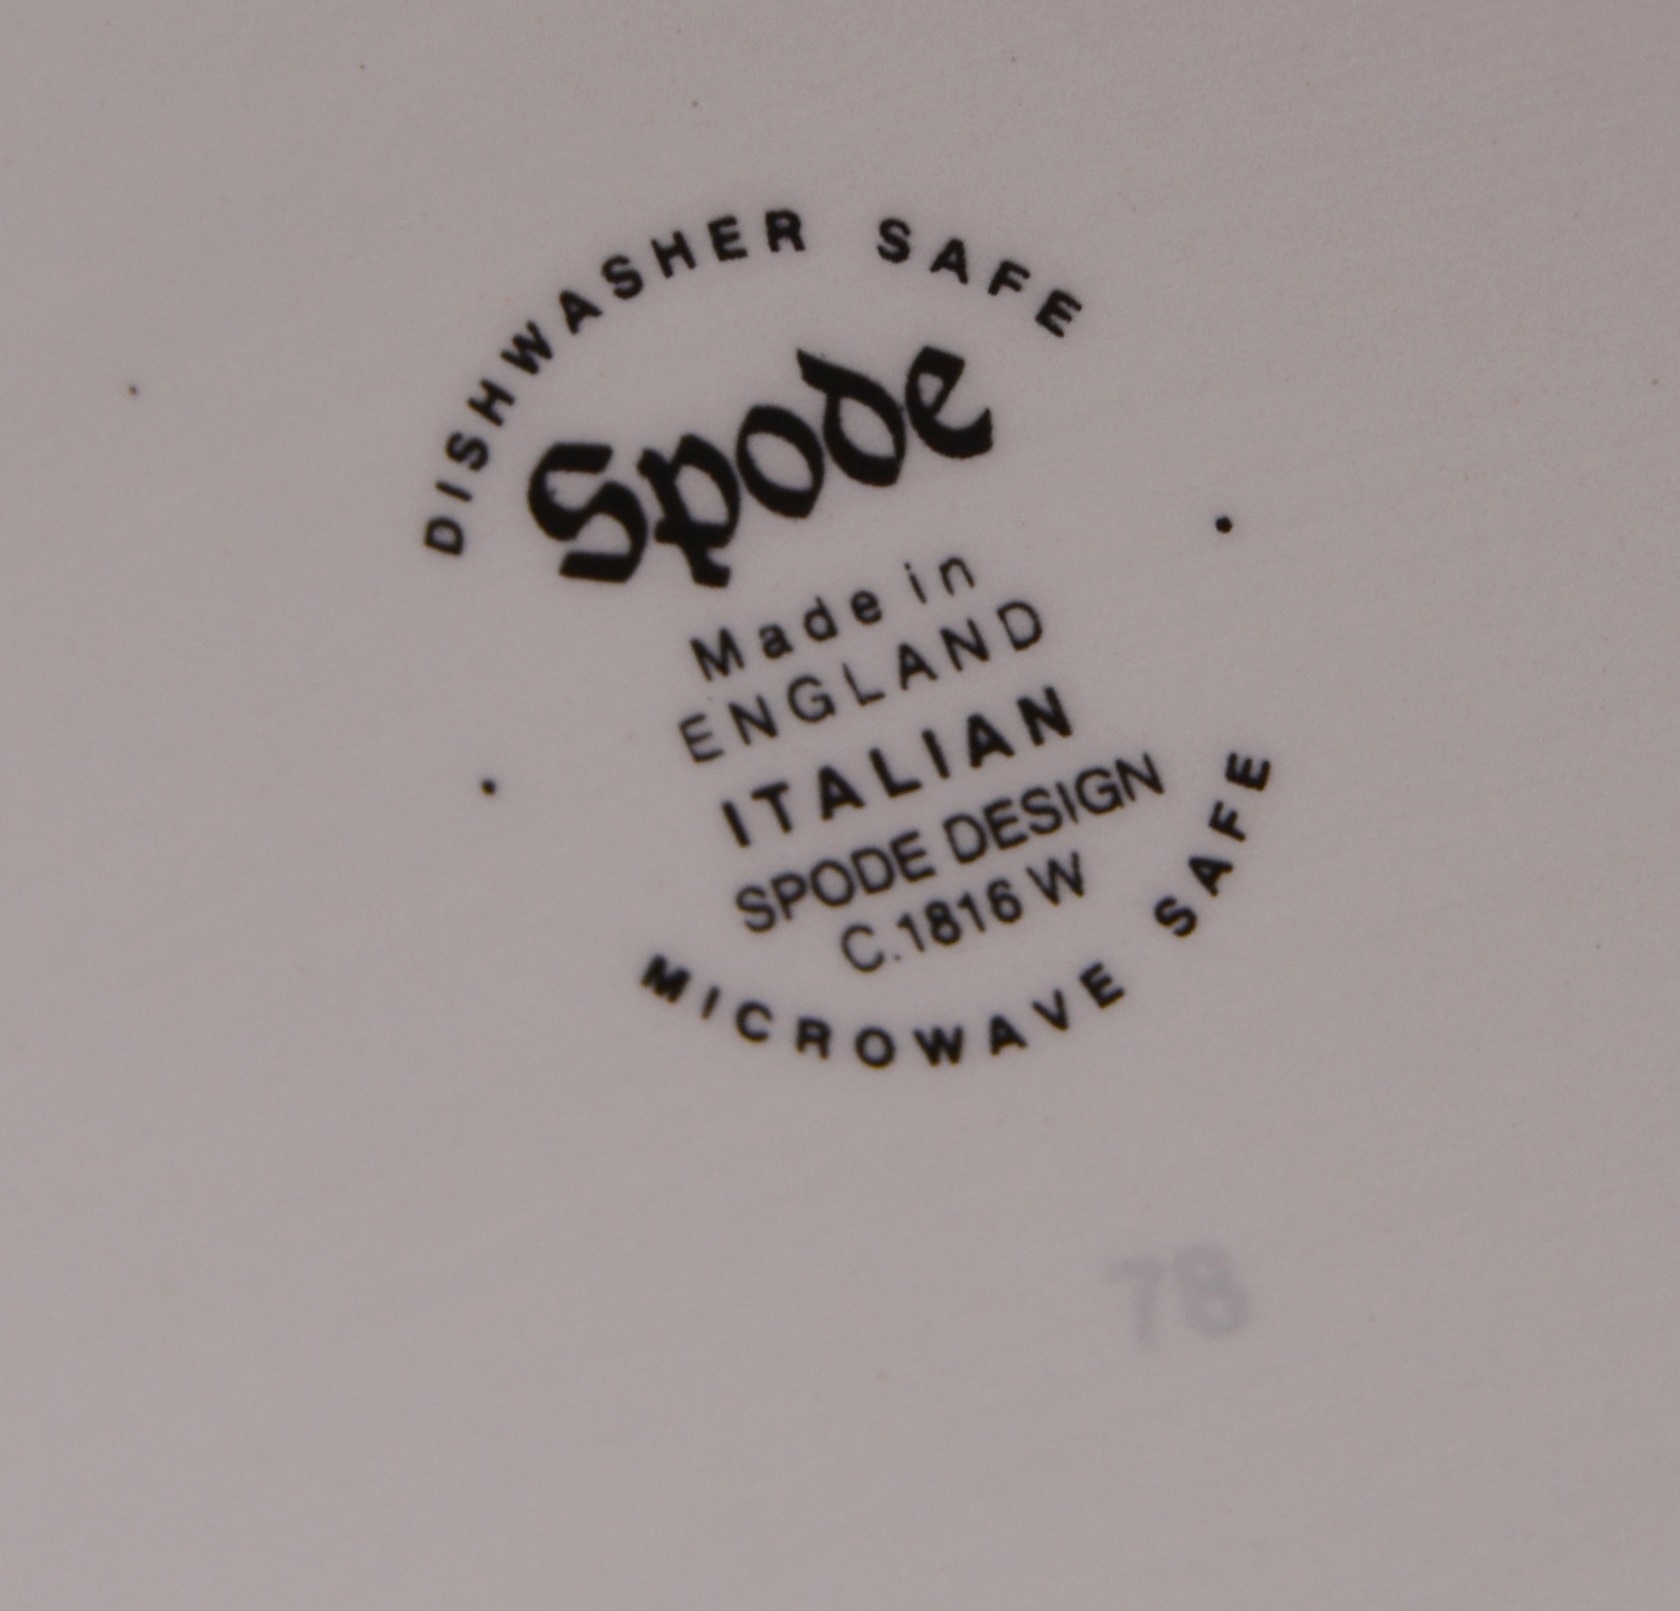 DISHWASHER SAFE
Spode
Made in
ENGLAND
ITALIAN
SPODE DESIGN
C.1816 W
MICROWAVE SAFE
78